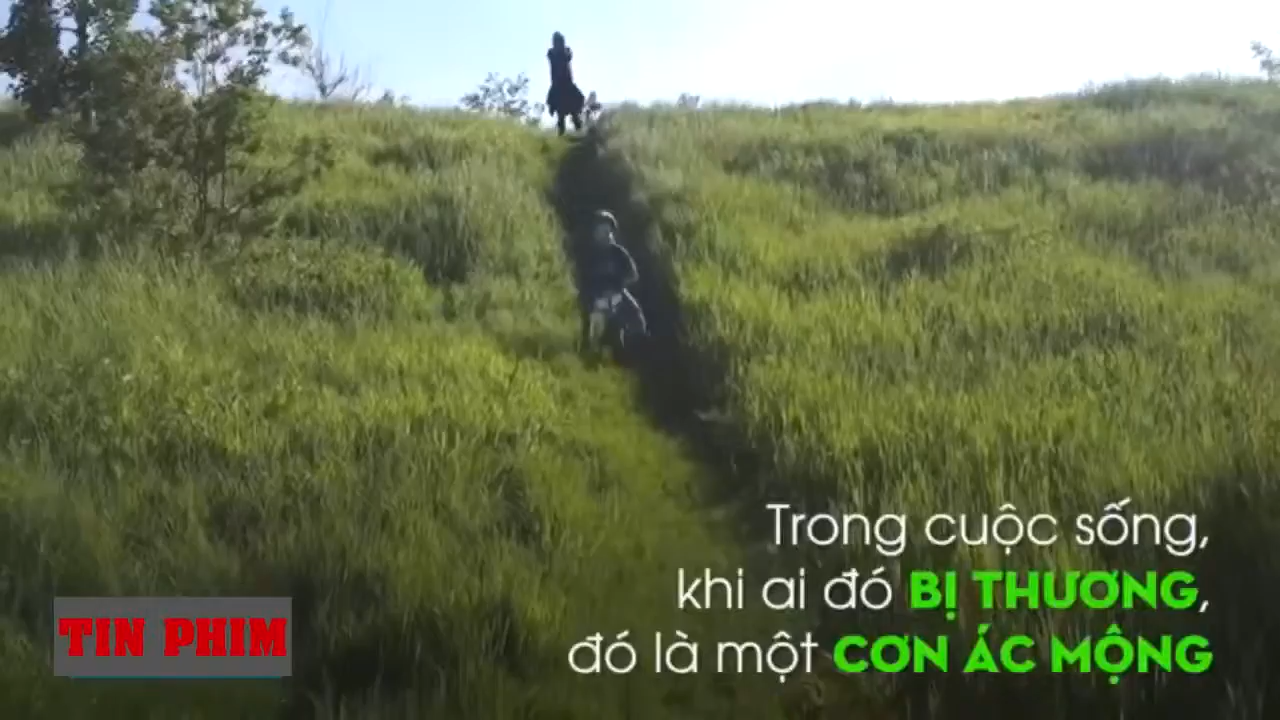 Trong cuộc sống,
khi ai đó BỊ THƯƠNG,
đó là một CƠN ÁC MỘNG
TIN PHIM